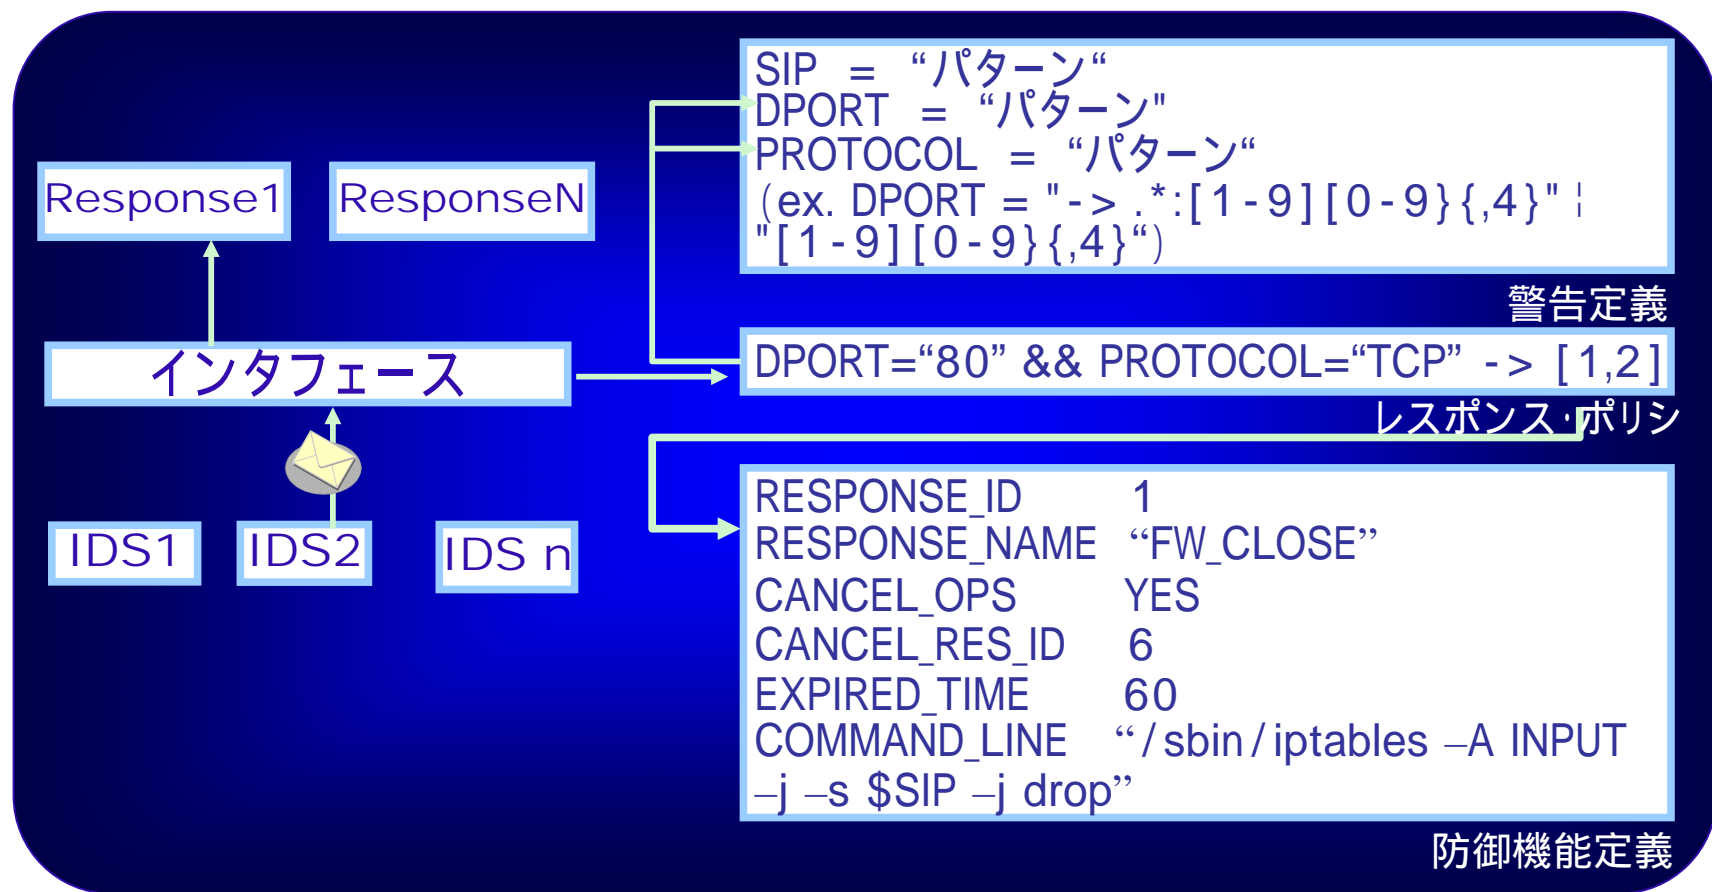 SIP = “パターン“
DPORT = “パターン"
PROTOCOL = “パターン“
(ex. DPORT = "-> .*:[1-9][0-9}{,4}" ¦
"[1-9][0-9}{,4}“)
警告定義
Response1
ResponseN
インタフェース
DPORT=“80” && PROTOCOL=“TCP” -> [1,2]
レスポンス・ポリシ
IDS1
IDS2
IDS n
RESPONSE_ID 1
RESPONSE_NAME “FW_CLOSE”
CANCEL_OPS YES
CANCEL_RES_ID 6
EXPIRED_TIME 60
COMMAND_LINE “/sbin/iptables –A INPUT
–j –s $SIP –j drop”
防御機能定義